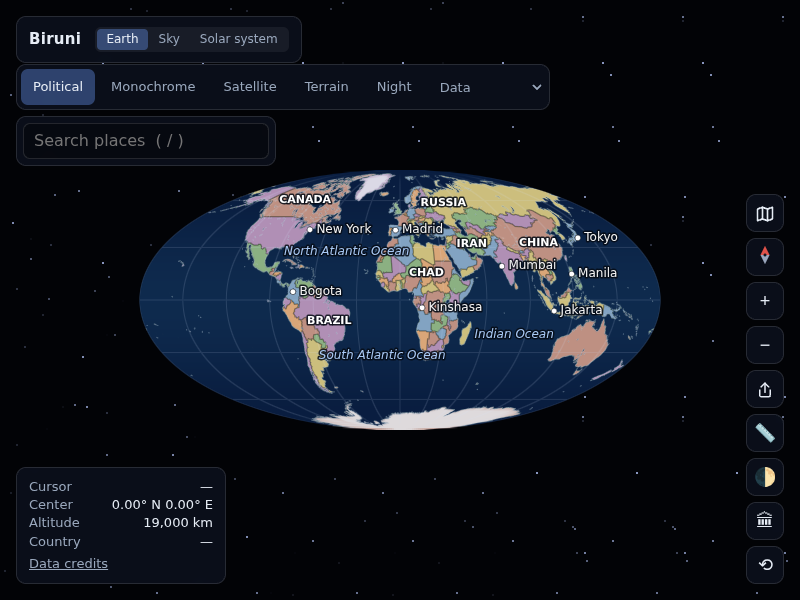 Biruni Earth Sky Solar system
Political Monochrome Satellite Terrain Night Data
Search places ( / )
CANADA
RUSSIA
New York
Madrid
North Atlantic Ocean
IRAN
CHINA
Tokyo
CHAD
Mumbai
Manila
Bogota
Kinshasa
Jakarta
BRAZIL
Indian Ocean
South Atlantic Ocean
+
−
Cursor —
Center 0.00° N 0.00° E
Altitude 19,000 km
Country —
Data credits